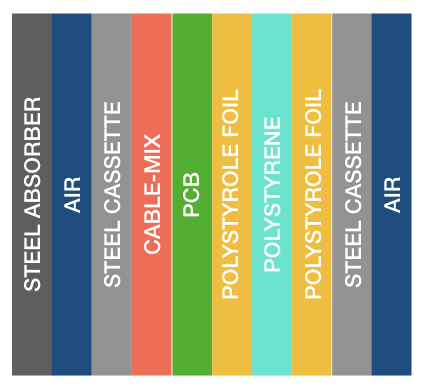 STEEL ABSORBER
AIR
STEEL CASSETTE
CABLE-MIX
PCB
POLYSTYROLE FOIL
POLYSTYRENE
POLYSTYROLE FOIL
STEEL CASSETTE
AIR